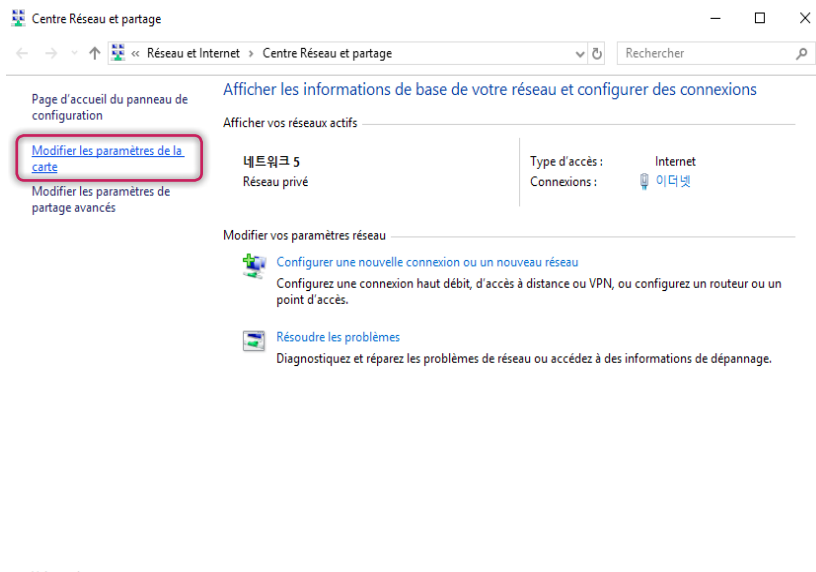 Centre Réseau et partage
« Réseau et Internet > Centre Réseau et partage
Rechercher
Page d'accueil du panneau de
configuration
Modifier les paramètres de la
carte
Modifier les paramètres de
partage avancés
Afficher les informations de base de votre réseau et configurer des connexions
Afficher vos réseaux actifs
네트워크 5
Réseau privé
Type d'accès :
Internet
Connexions :
이더넷
Modifier vos paramètres réseau
Configurer une nouvelle connexion ou un nouveau réseau
Configurez une connexion haut débit, d'accès à distance ou VPN, ou configurez un routeur ou un
point d'accès.
Résoudre les problèmes
Diagnostiquez et réparez les problèmes de réseau ou accédez à des informations de dépannage.